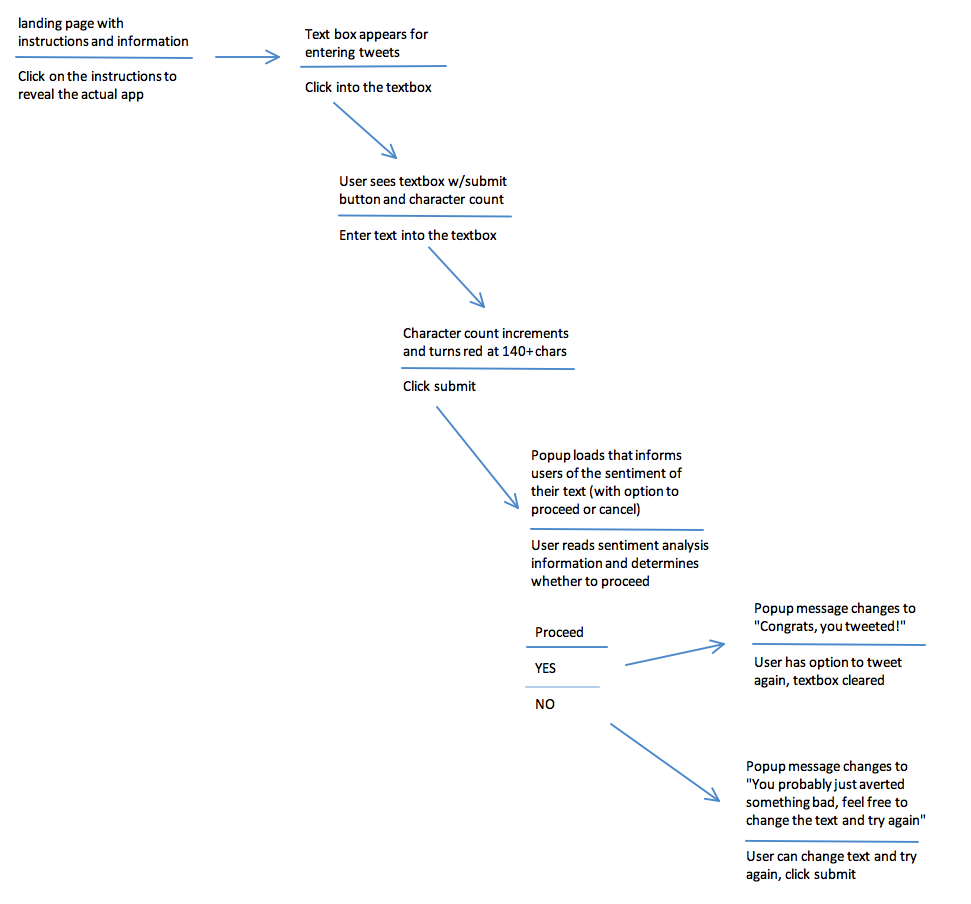 landing page with
instructions and information
Click on the instructions to
reveal the actual app
Text box appears for
entering tweets
Click into the textbox
User sees textbox w/submit
button and character count
Enter text into the textbox
Character count increments
and turns red at 140+ chars
Click submit
Popup loads that informs
users of the sentiment of
their text (with option to
proceed or cancel)
User reads sentiment analysis
information and determines
whether to proceed
Proceed
YES
NO
Popup message changes to
"Congrats, you tweeted!"
User has option to tweet
again, textbox cleared
Popup message changes to
"You probably just averted
something bad, feel free to
change the text and try again"
User can change text and try
again, click submit